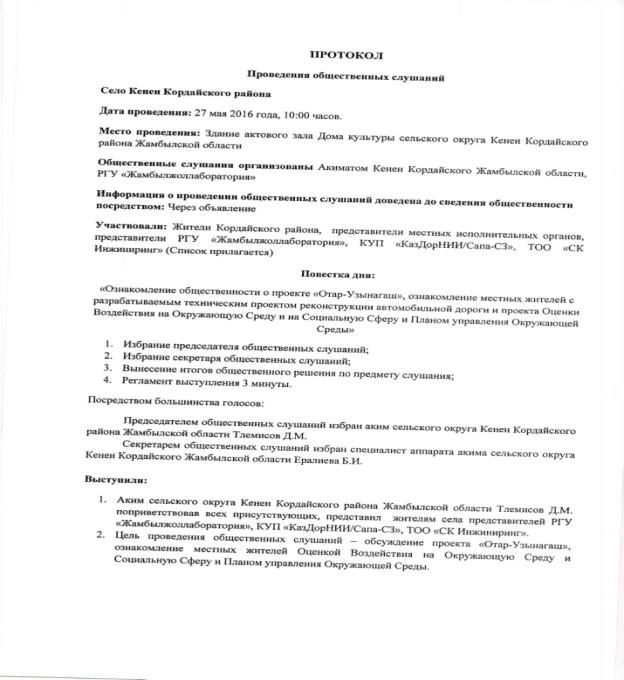 ПРОТОКОЛ
Проведения общественных слушаний
Село Кенен Кордайского района
Дата проведения: 27 мая 2016 года, 10:00 часов.
Место проведения: Здание актового зала Дома культуры сельского округа Кенен Кордайского
района Жамбылской области
Общественные слушания организованы Акиматом Кенен Кордайского Жамбылской области,
РГУ «Жамбылжоллаборатория»
Информация о проведении общественных слушаний доведена до сведения общественности
посредством: Через объявление
Участвовали: Жители Кордайского района, представители местных исполнительных органов,
представители РГУ «Жамбылжоллаборатория», КУП «КазДорНИИ/Сапа-СЗ», ТОО «СК
Инжиниринг» (Список прилагается)
Повестка дня:
«Ознакомление общественности о проекте «Отар-Узынагаш», ознакомление местных жителей с
разрабатываемым техническим проектом реконструкции автомобильной дороги и проекта Оценки
Воздействия на Окружающую Среду и на Социальную Сферу и Планом управления Окружающей
Среды»
1. Избрание председателя общественных слушаний;
2. Избрание секретаря общественных слушаний;
3. Вынесение итогов общественного решения по предмету слушания;
4. Регламент выступления 3 минуты.
Посредством большинства голосов:
Председателем общественных слушаний избран аким сельского округа Кенен Кордайского
района Жамбылской области Тлемисов Д.М.
Секретарем общественных слушаний избран специалист аппарата акима сельского округа
Кенен Кордайского Жамбылской области Ералиева Б.И.
Выступили:
1. Аким сельского округа Кенен Кордайского района Жамбылской области Тлемисов Д.М.
поприветствовав всех присутствующих, представил жителям села представителей РГУ
«Жамбылжоллаборатория», КУП «КазДорНИИ/Сапа-СЗ», ТОО «СК Инжиниринг».
2. Цель проведения общественных слушаний – обсуждение проекта «Отар-Узынагаш»,
ознакомление местных жителей Оценкой Воздействия на Окружающую Среду и
Социальную Сферу и Планом управления Окружающей Среды.